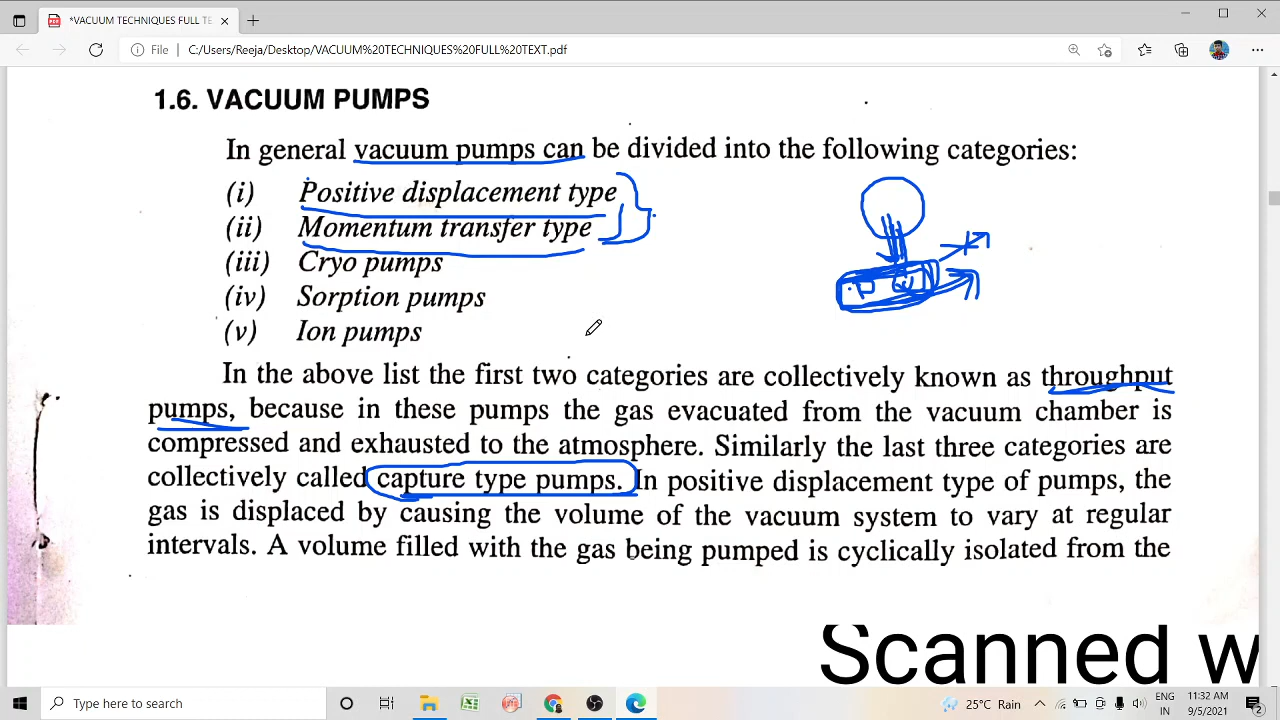 *VACUUM TECHNIQUES FULL TE
File
C:/Users/Reeja/Desktop/VACUUM%20TECHNIQUES%20FULL%20TEXT.pdf
1.6. VACUUM PUMPS
In general vacuum pumps can be divided into the following categories:
(i) Positive displacement type
(ii) Momentum transfer type
(iii) Cryo pumps
(iv) Sorption pumps
(v) Ion pumps
In the above list the first two categories are collectively known as throughput
pumps, because in these pumps the gas evacuated from the vacuum chamber is
compressed and exhausted to the atmosphere. Similarly the last three categories are
collectively called capture type pumps. In positive displacement type of pumps, the
gas is displaced by causing the volume of the vacuum system to vary at regular
intervals. A volume filled with the gas being pumped is cyclically isolated from the
Scanned w
Type here to search
25°C Rain
ENG
IN
11:32 AM
9/5/2021
2